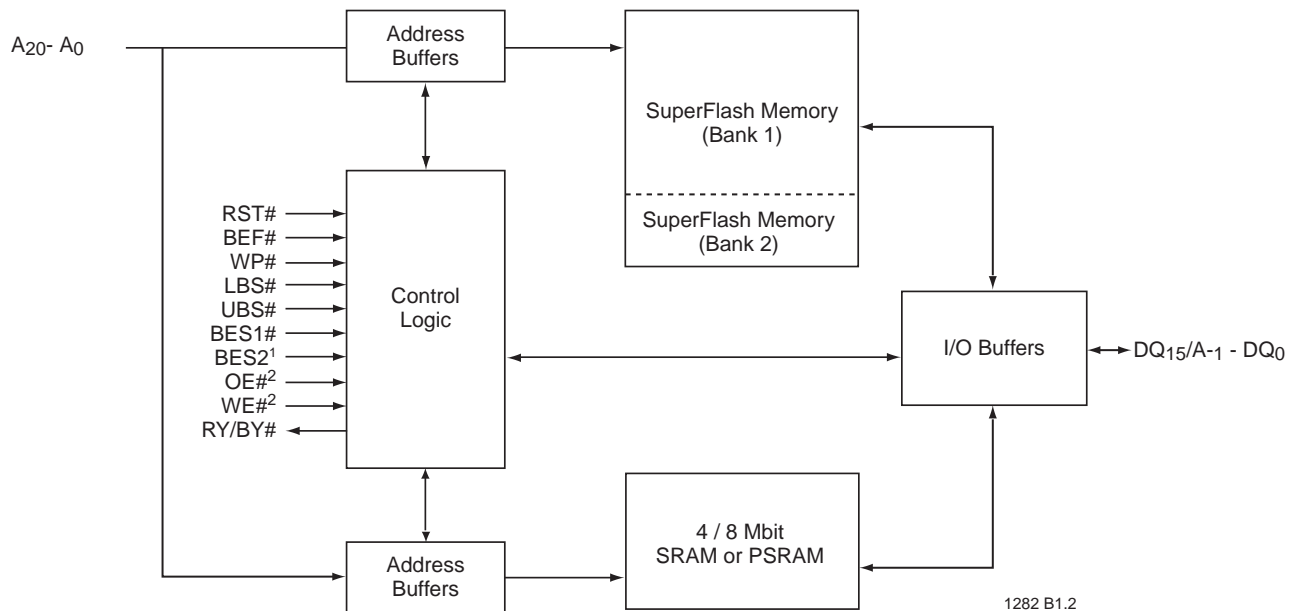 A20- A0
Address
Buffers
SuperFlash Memory
(Bank 1)
SuperFlash Memory
(Bank 2)
RST#
BEF#
WP#
LBS#
UBS#
BES1#
BES2¹
OE#²
WE#²
RY/BY#
Control
Logic
I/O Buffers
DQ15/A-1 - DQ0
4 / 8 Mbit
SRAM or PSRAM
Address
Buffers
1282 B1.2